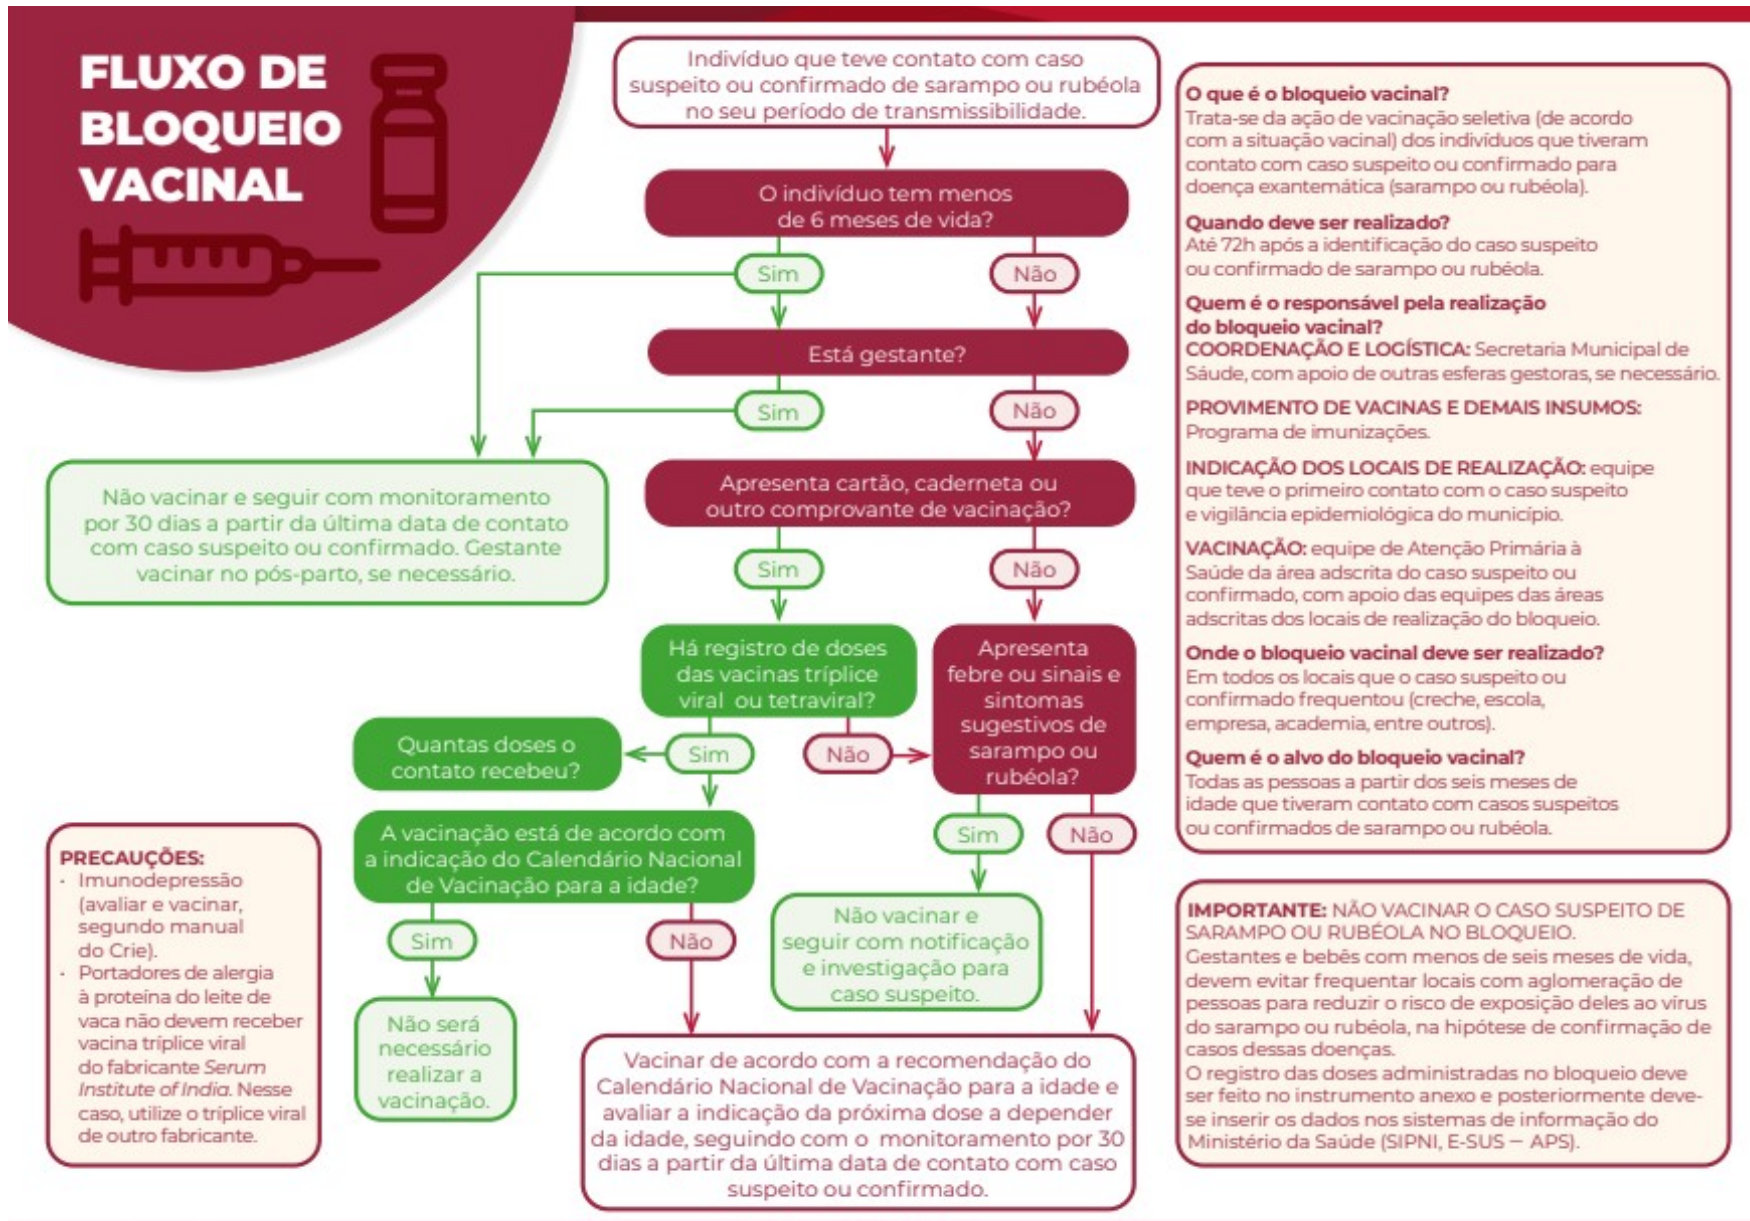 FLUXO DE
BLOQUEIO
VACINAL
Indivíduo que teve contato com caso
suspeito ou confirmado de sarampo ou rubéola
no seu período de transmissibilidade.
O indivíduo tem menos
de 6 meses de vida?
Sim
Não
Está gestante?
Sim
Não
Não vacinar e seguir com monitoramento
por 30 dias a partir da última data de contato
com caso suspeito ou confirmado. Gestante
vacinar no pós-parto, se necessário.
Apresenta cartão, caderneta ou
outro comprovante de vacinação?
Sim
Não
Há registro de doses
das vacinas tríplice
viral ou tetraviral?
Sim
Não
Apresenta
febre ou sinais e
sintomas
sugestivos de
sarampo ou
rubéola?
Sim
Não
Quantas doses o
contato recebeu?
A vacinação está de acordo com
a indicação do Calendário Nacional
de Vacinação para a idade?
Sim
Não
Não vacinar e
seguir com notificação
e investigação para
caso suspeito.
Não será
necessário
realizar a
vacinação.
Vacinar de acordo com a recomendação do
Calendário Nacional de Vacinação para a idade e
avaliar a indicação da próxima dose a depender
da idade, seguindo com o monitoramento por 30
dias a partir da última data de contato com caso
suspeito ou confirmado.
PRECAUÇÕES:
· Imunodepressão
(avaliar e vacinar,
segundo manual
do Crie).
· Portadores de alergia
à proteína do leite de
vaca não devem receber
vacina tríplice viral
do fabricante Serum
Institute of India. Nesse
caso, utilize o tríplice viral
de outro fabricante.
O que é o bloqueio vacinal?
Trata-se da ação de vacinação seletiva (de acordo
com a situação vacinal) dos indivíduos que tiveram
contato com caso suspeito ou confirmado para
doença exantemática (sarampo ou rubéola).
Quando deve ser realizado?
Até 72h após a identificação do caso suspeito
ou confirmado de sarampo ou rubéola.
Quem é o responsável pela realização
do bloqueio vacinal?
COORDENAÇÃO E LOGÍSTICA: Secretaria Municipal de
Sáude, com apoio de outras esferas gestoras, se necessário.
PROVIMENTO DE VACINAS E DEMAIS INSUMOS:
Programa de imunizações.
INDICAÇÃO DOS LOCAIS DE REALIZAÇÃO: equipe
que teve o primeiro contato com o caso suspeito
e vigilância epidemiológica do município.
VACINAÇÃO: equipe de Atenção Primária à
Saúde da área adscrita do caso suspeito ou
confirmado, com apoio das equipes das áreas
adscritas dos locais de realização do bloqueio.
Onde o bloqueio vacinal deve ser realizado?
Em todos os locais que o caso suspeito ou
confirmado frequentou (creche, escola,
empresa, academia, entre outros).
Quem é o alvo do bloqueio vacinal?
Todas as pessoas a partir dos seis meses de
idade que tiveram contato com casos suspeitos
ou confirmados de sarampo ou rubéola.
IMPORTANTE: NÃO VACINAR O CASO SUSPEITO DE
SARAMPO OU RUBÉOLA NO BLOQUEIO.
Gestantes e bebês com menos de seis meses de vida,
devem evitar frequentar locais com aglomeração de
pessoas para reduzir o risco de exposição deles ao vírus
do sarampo ou rubéola, na hipótese de confirmação de
casos dessas doenças.
O registro das doses administradas no bloqueio deve
ser feito no instrumento anexo e posteriormente deve-
se inserir os dados nos sistemas de informação do
Ministério da Saúde (SIPNI, E-SUS – APS).